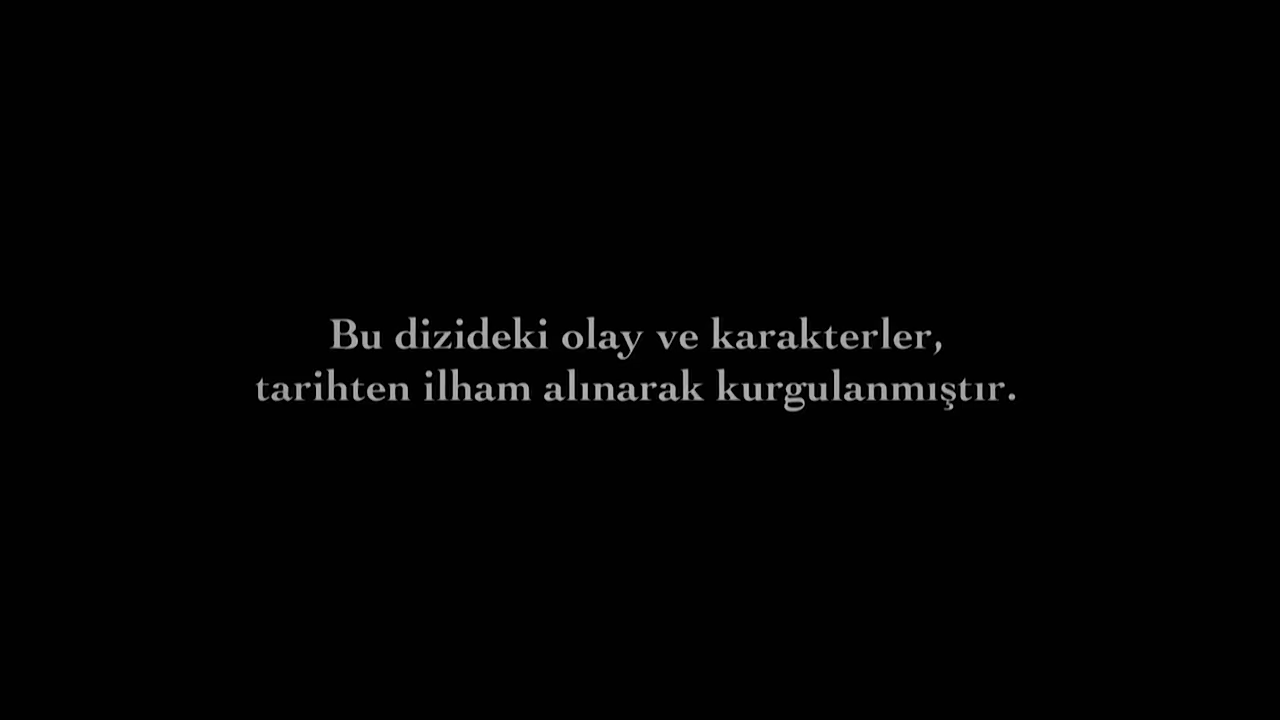 Bu dizideki olay ve karakterler,
tarihten ilham alınarak kurgulanmıştır.